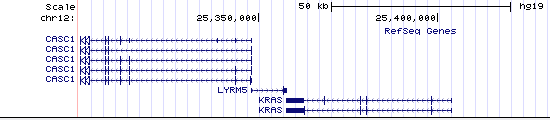 Scale 50 kb hg19
chr12: 25,350,000 25,400,000
RefSeq Genes
CASC1
CASC1
CASC1
CASC1
CASC1
LYRM5
KRAS
KRAS